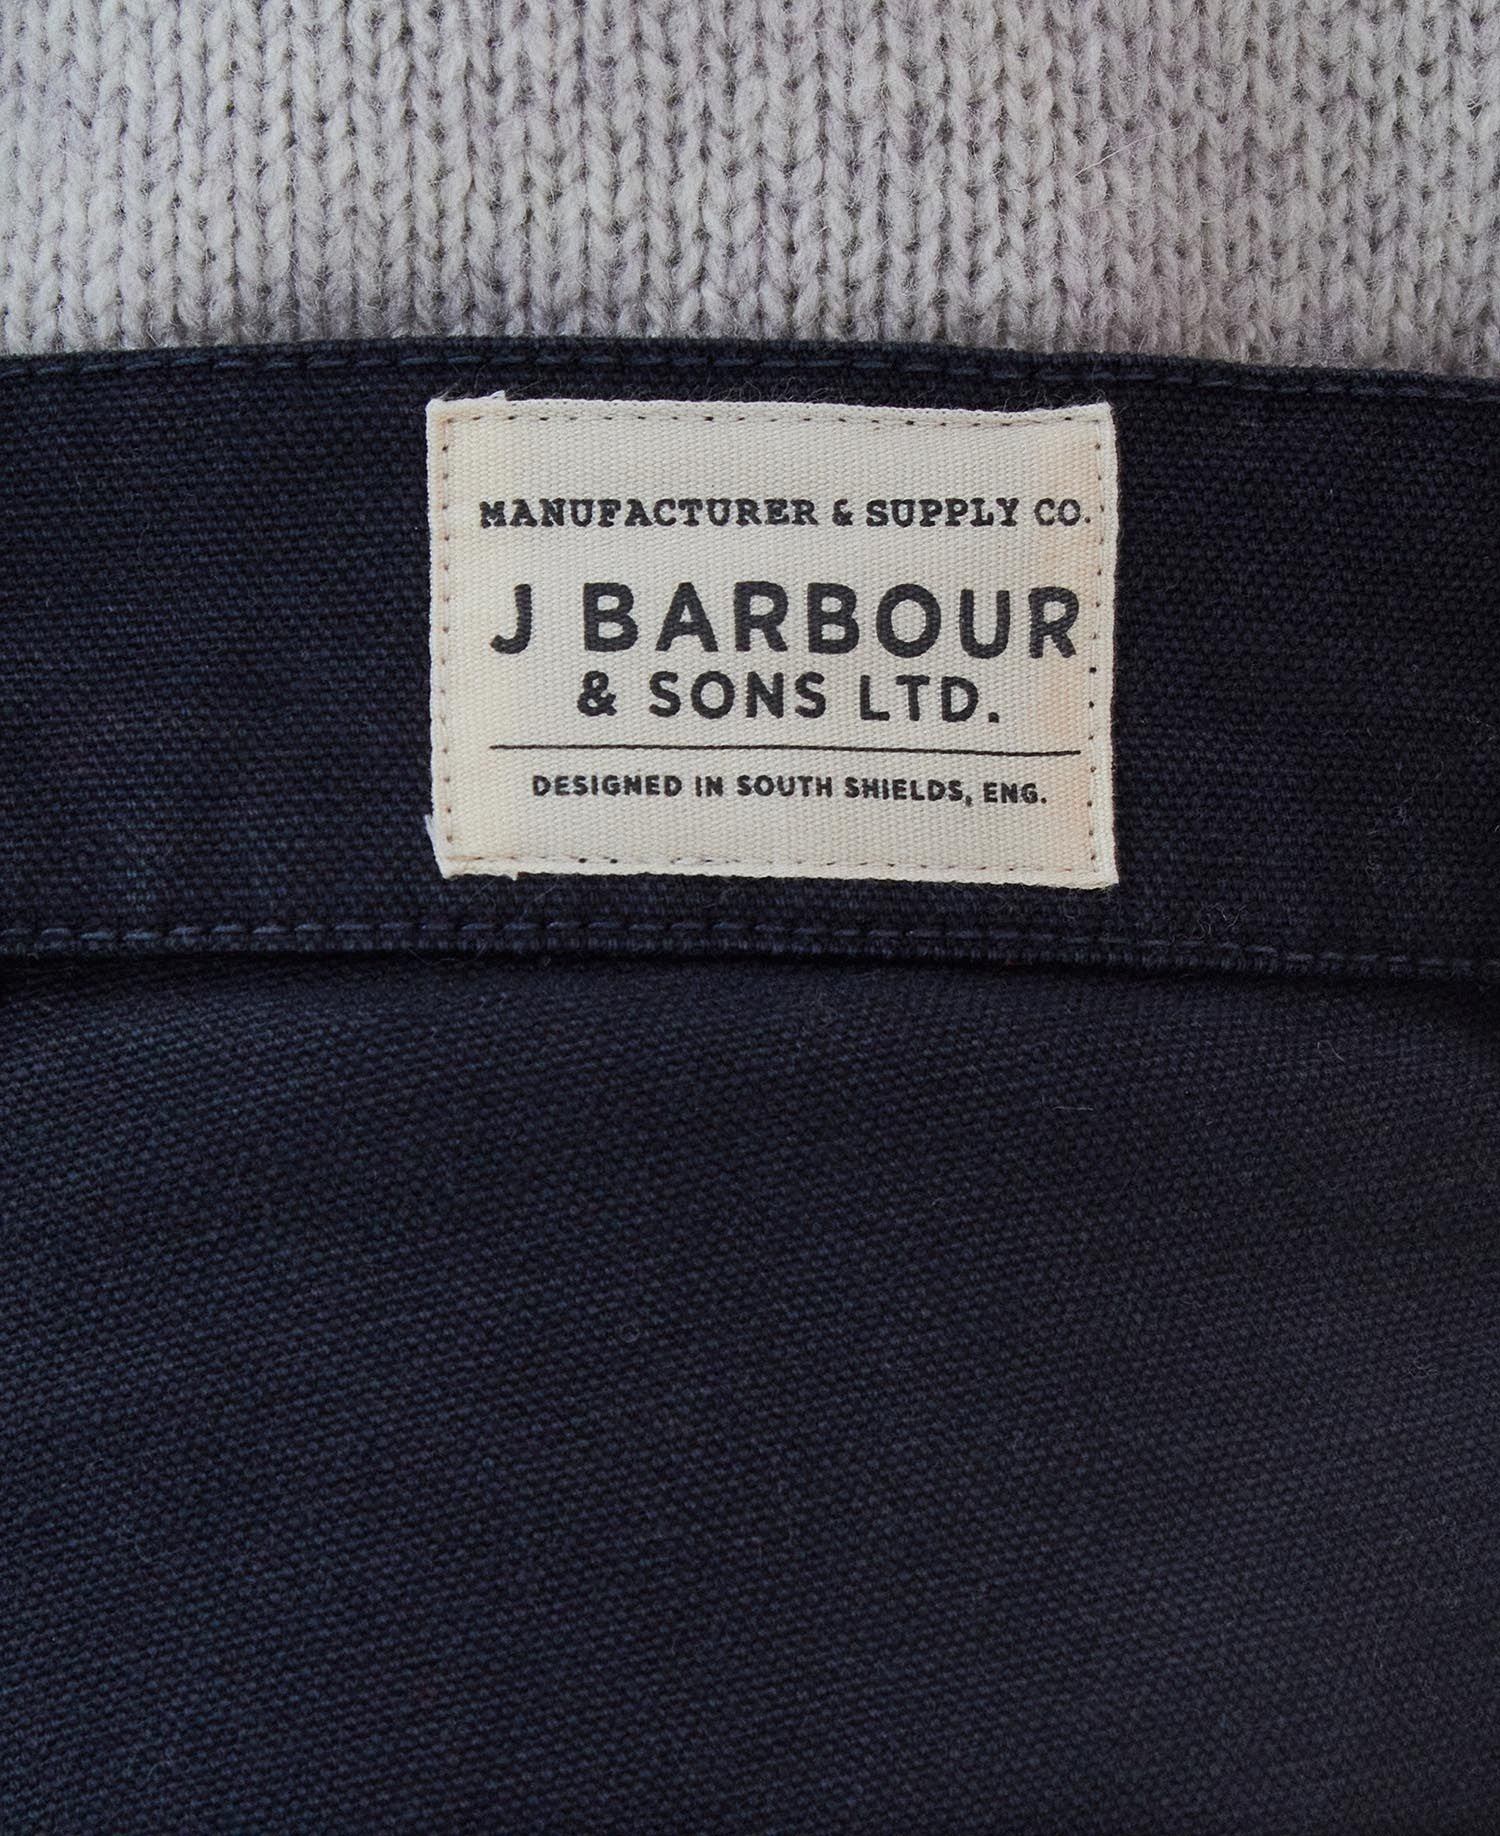 MANUFACTURER & SUPPLY CO.
J BARBOUR
& SONS LTD.
DESIGNED IN SOUTH SHIELDS, ENG.